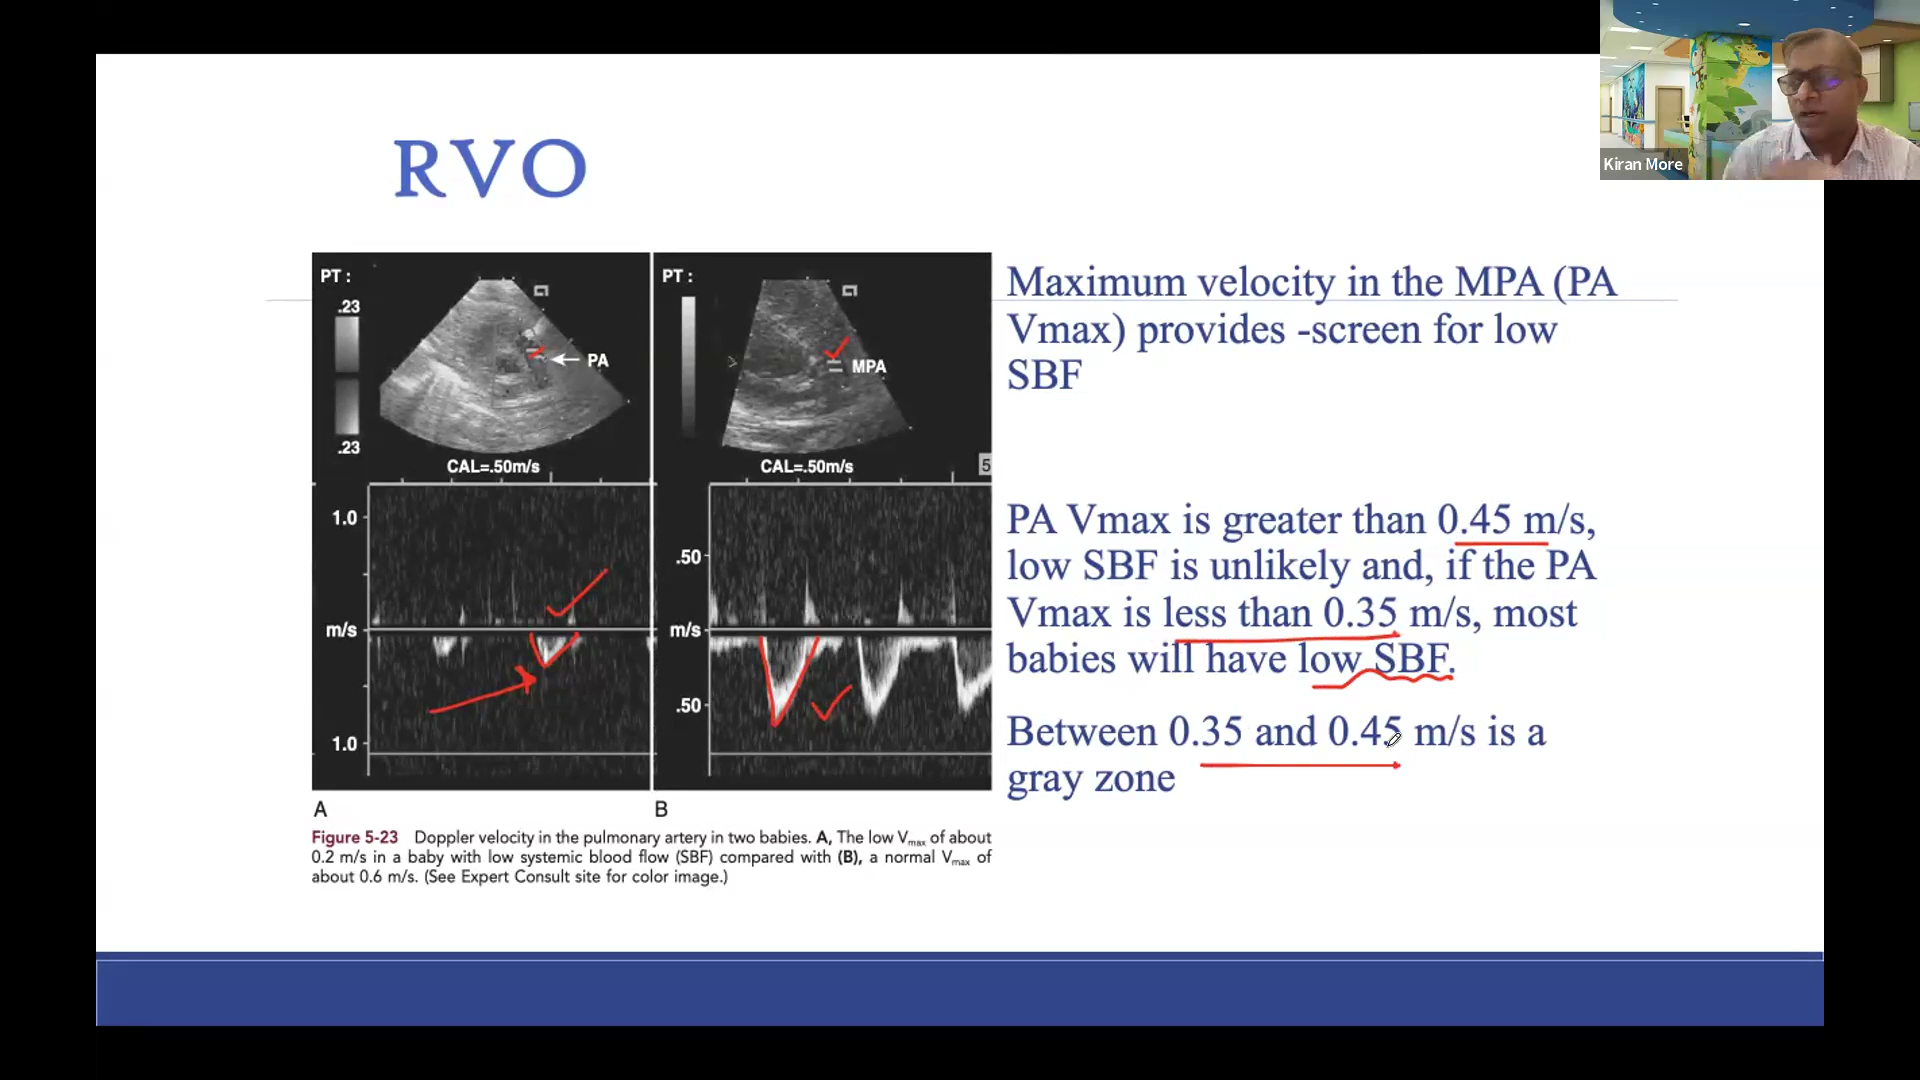 Kiran More
RVO
PT :
.23
.23
PA
CAL=.50m/s
1.0
m/s
1.0
A
PT :
MPA
CAL=.50m/s
5
.50
m/s
.50
B
Figure 5-23 Doppler velocity in the pulmonary artery in two babies. A, The low Vmax of about
0.2 m/s in a baby with low systemic blood flow (SBF) compared with (B), a normal Vmax of
about 0.6 m/s. (See Expert Consult site for color image.)
Maximum velocity in the MPA (PA
Vmax) provides -screen for low
SBF
PA Vmax is greater than 0.45 m/s,
low SBF is unlikely and, if the PA
Vmax is less than 0.35 m/s, most
babies will have low SBF.
Between 0.35 and 0.45 m/s is a
gray zone